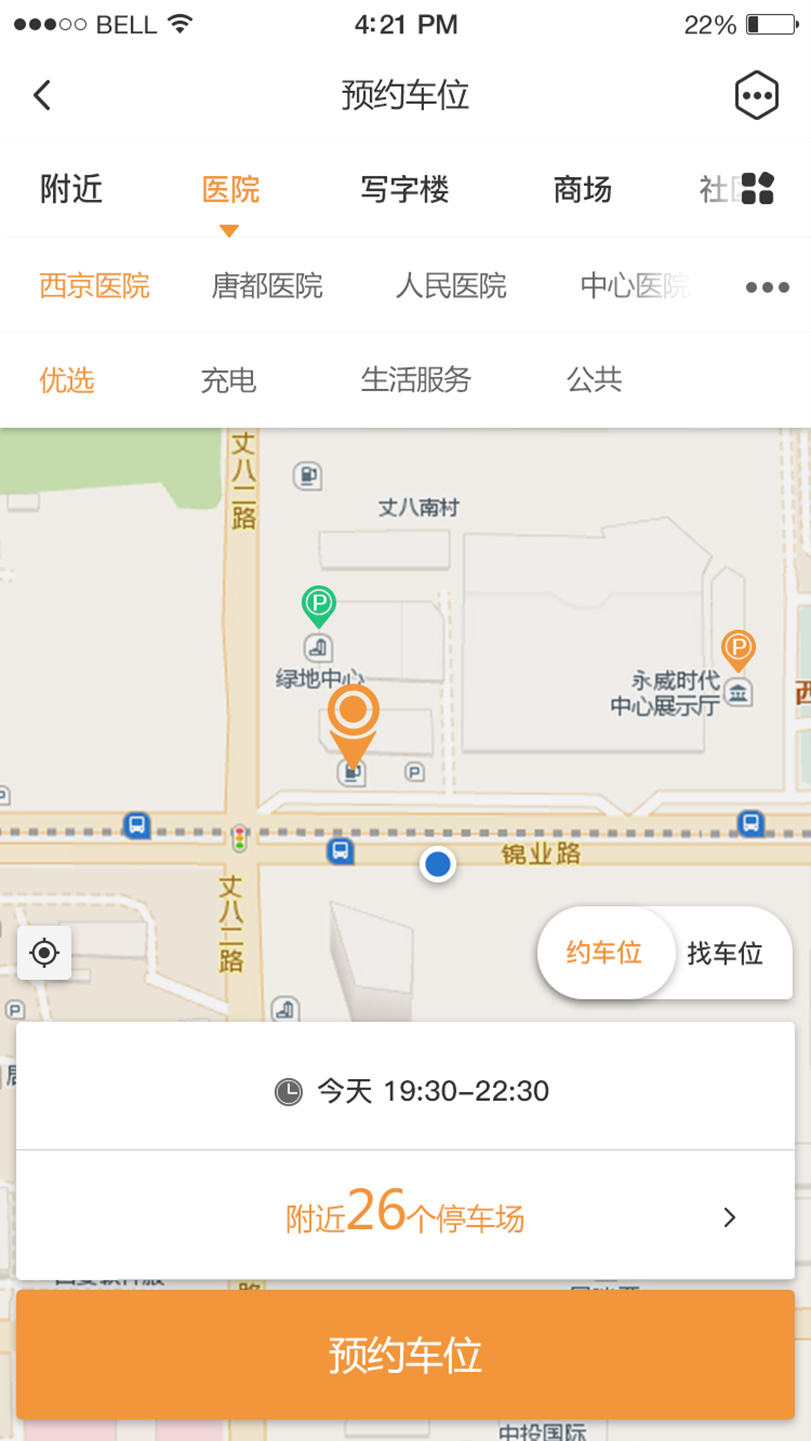 BELL 4:21 PM 22%
预约车位
附近 医院 写字楼 商场 社区
西京医院 唐都医院 人民医院 中心医院
优选 充电 生活服务 公共
丈八二路
丈八南村
P
P
绿地中心
永威时代
中心展示厅
西
P
P
锦业路
丈八二路
约车位 找车位
P
今天 19:30-22:30
附近26个停车场
预约车位
中投国际